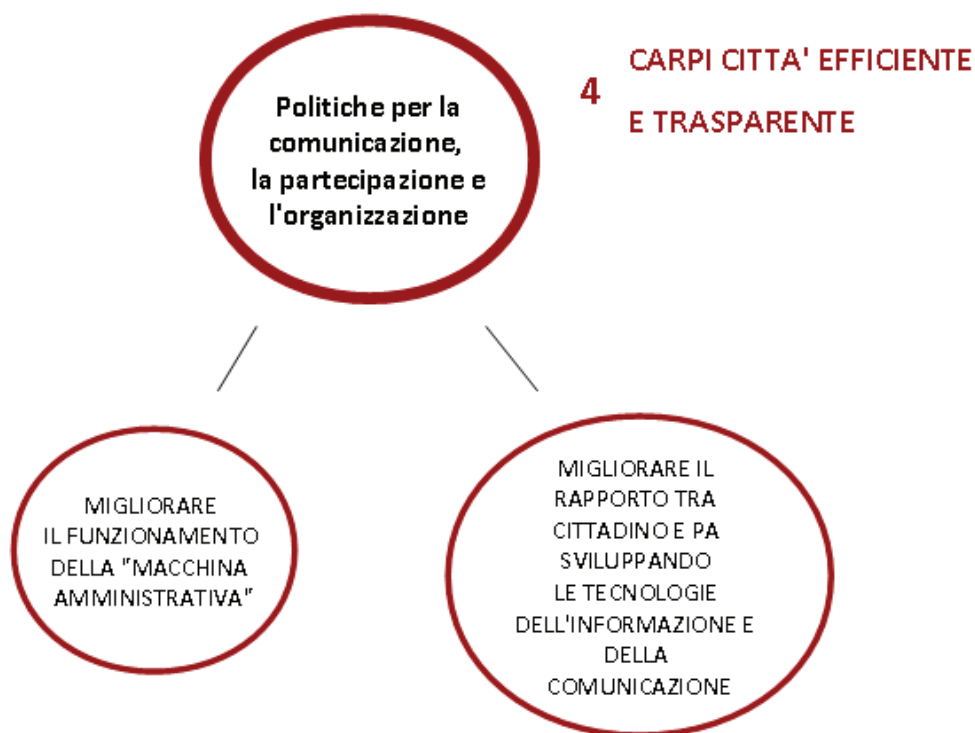 Politiche per la
comunicazione,
la partecipazione e
l'organizzazione
4
CARPI CITTA' EFFICIENTE
E TRASPARENTE
MIGLIORARE
IL FUNZIONAMENTO
DELLA "MACCHINA
AMMINISTRATIVA"
MIGLIORARE IL
RAPPORTO TRA
CITTADINO E PA
SVILUPPANDO
LE TECNOLOGIE
DELL'INFORMAZIONE E
DELLA
COMUNICAZIONE